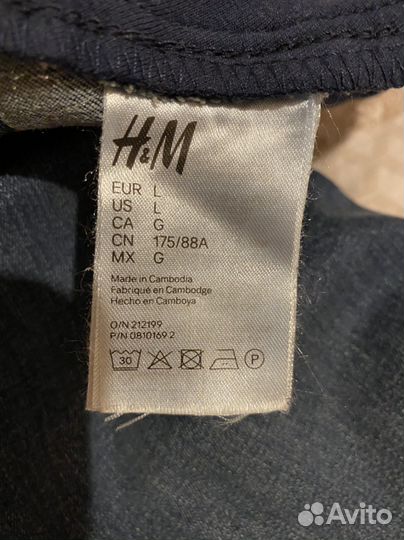 H&M
EUR L
US L
CA G
CN 175/88A
MX G
Made in Cambodia
Fabriqué en Cambodge
Hecho en Camboya
O/N 212199
P/N 0810169 2
30 P
Avito